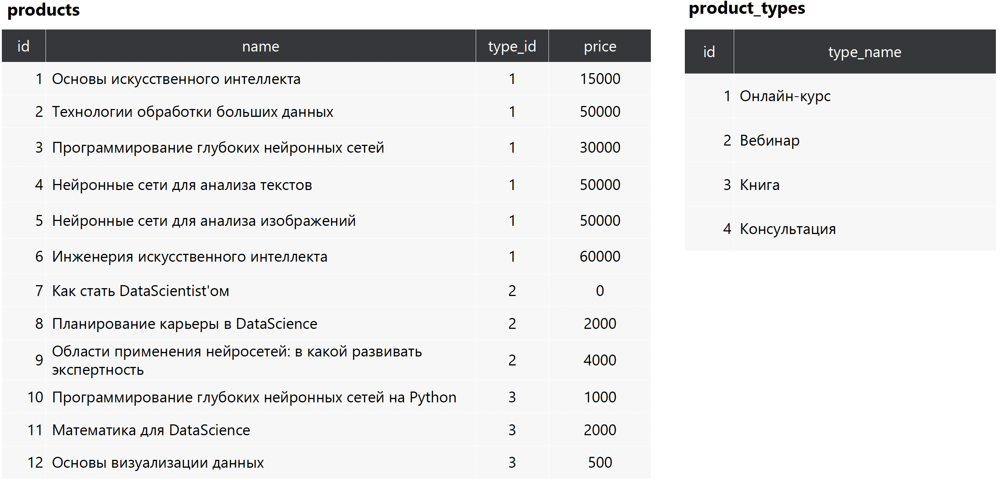 products
id name type_id price
1 Основы искусственного интеллекта 1 15000
2 Технологии обработки больших данных 1 50000
3 Программирование глубоких нейронных сетей 1 30000
4 Нейронные сети для анализа текстов 1 50000
5 Нейронные сети для анализа изображений 1 50000
6 Инженерия искусственного интеллекта 1 60000
7 Как стать DataScientist'ом 2 0
8 Планирование карьеры в DataScience 2 2000
9 Области применения нейросетей: в какой развивать
экспертность 2 4000
10 Программирование глубоких нейронных сетей на Python 3 1000
11 Математика для DataScience 3 2000
12 Основы визуализации данных 3 500
product_types
id type_name
1 Онлайн-курс
2 Вебинар
3 Книга
4 Консультация